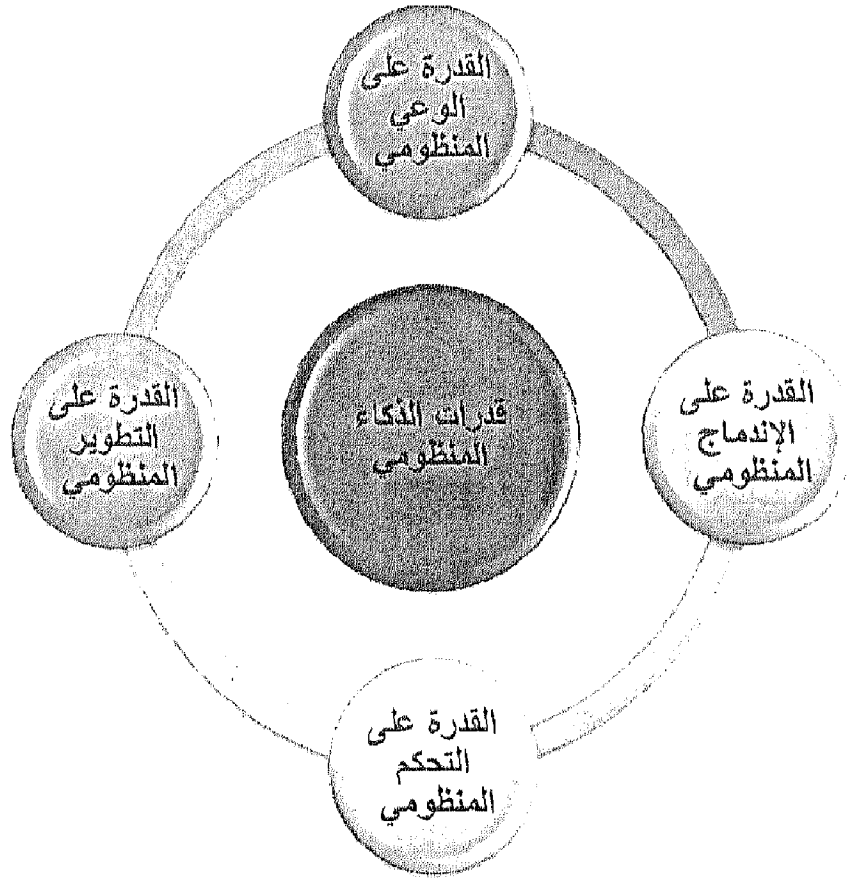 القدرة على
الوعي
المنظومي
القدرة على
الإندماج
المنظومي
قدرات الذكاء
المنظومي
القدرة على
التطوير
المنظومي
القدرة على
التحكم
المنظومي